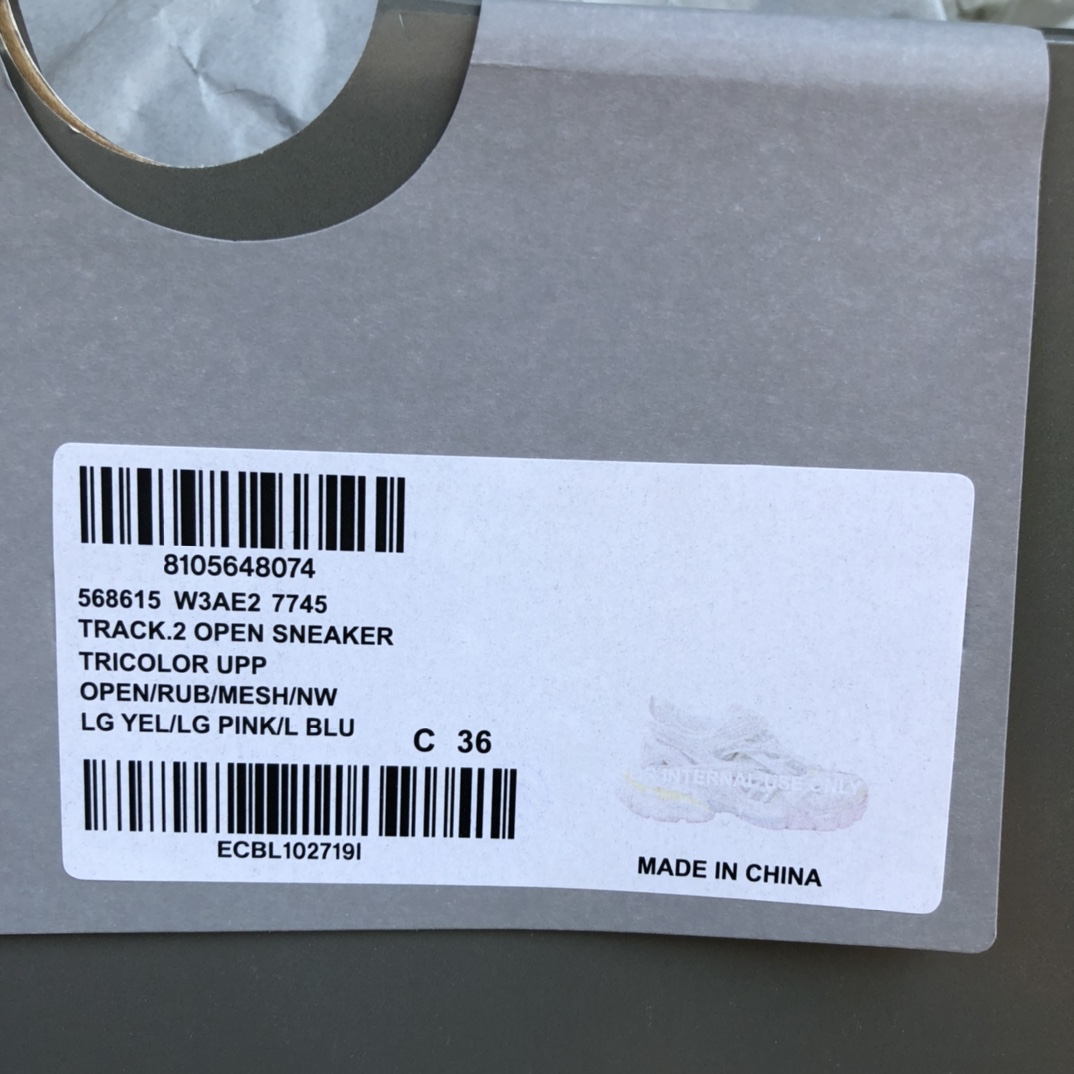 8105648074
568615 W3AE2 7745
TRACK.2 OPEN SNEAKER
TRICOLOR UPP
OPEN/RUB/MESH/NW
LG YEL/LG PINK/L BLU
C 36
ECBL102719I
INTERNAL USE ONLY
MADE IN CHINA